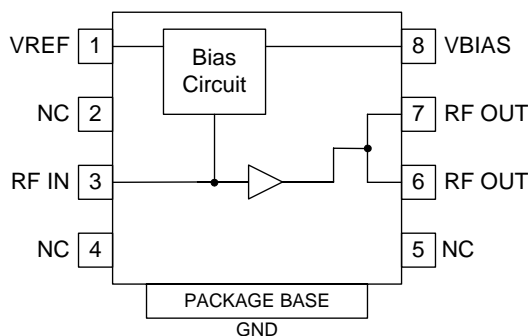 VREF 1 Bias Circuit 8 VBIAS
NC 2 7 RF OUT
RF IN 3 6 RF OUT
NC 4 5 NC
PACKAGE BASE
GND